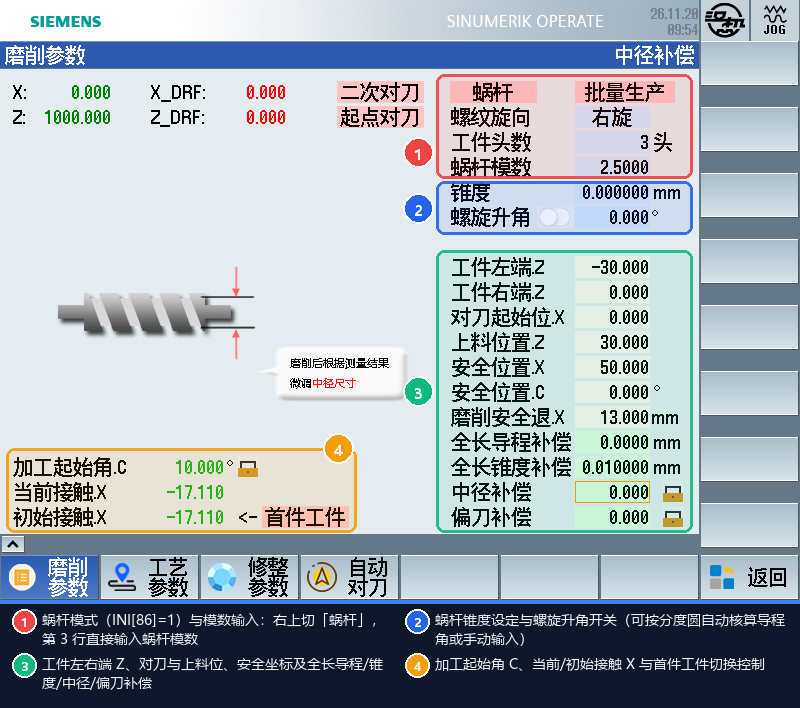 SIEMENS
SINUMERIK OPERATE
26.11.20
09:54
JOG
磨削参数
中径补偿
X: 0.000 X_DRF: 0.000 二次对刀
Z: 1000.000 Z_DRF: 0.000 起点对刀
1
蜗杆 批量生产
螺纹旋向 右旋
工件头数 3 头
蜗杆模数 2.5000
2
锥度 0.000000 mm
螺旋升角 0.000°
3
工件左端.Z -30.000
工件右端.Z 0.000
对刀起始位.X 0.000
上料位置.Z 30.000
安全位置.X 50.000
安全位置.C 0.000°
磨削安全退.X 13.000 mm
全长导程补偿 0.0000 mm
全长锥度补偿 0.010000 mm
中径补偿 0.000
偏刀补偿 0.000
磨削后根据测量结果
微调中径尺寸
4
加工起始角.C 10.000°
当前接触.X -17.110
初始接触.X -17.110 <- 首件工件
磨削
参数
工艺
参数
修整
参数
自动
对刀
返回
1 蜗杆模式（INI[86]=1）与模数输入：右上切「蜗杆」，
第 3 行直接输入蜗杆模数
2 蜗杆锥度设定与螺旋升角开关（可按分度圆自动核算导程
角或手动输入）
3 工件左右端 Z、对刀与上料位、安全坐标及全长导程/锥
度/中径/偏刀补偿
4 加工起始角 C、当前/初始接触 X 与首件工件切换控制